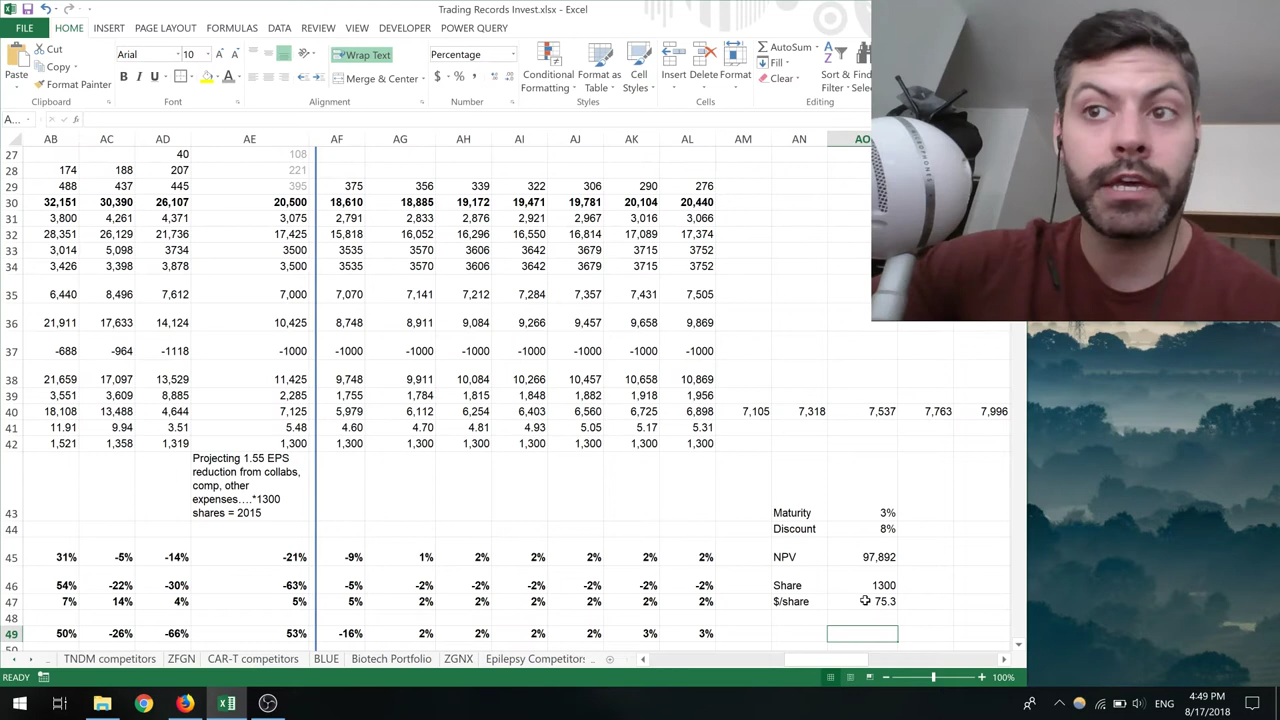 Trading Records Invest.xlsx - Excel
FILE HOME INSERT PAGE LAYOUT FORMULAS DATA REVIEW VIEW DEVELOPER POWER QUERY
Cut
Copy
Format Painter
Paste
Clipboard
Arial 10
B I U
Font
Wrap Text
Merge & Center
Alignment
Percentage
$ % ,
Number
Conditional Formatting
Format as Table
Cell Styles
Styles
Insert Delete Format
Cells
AutoSum
Fill
Clear
Sort &
Filter
Editing
A...
AB AC AD AE AF AG AH AI AJ AK AL AM AN AO
27 40 108
28 174 188 207 221
29 488 437 445 395 375 356 339 322 306 290 276
30 32,151 30,390 26,107 20,500 18,610 18,885 19,172 19,471 19,781 20,104 20,440
31 3,800 4,261 4,371 3,075 2,791 2,833 2,876 2,921 2,967 3,016 3,066
32 28,351 26,129 21,736 17,425 15,818 16,052 16,296 16,550 16,814 17,089 17,374
33 3,014 5,098 3734 3500 3535 3570 3606 3642 3679 3715 3752
34 3,426 3,398 3,878 3,500 3535 3570 3606 3642 3679 3715 3752
35 6,440 8,496 7,612 7,000 7,070 7,141 7,212 7,284 7,357 7,431 7,505
36 21,911 17,633 14,124 10,425 8,748 8,911 9,084 9,266 9,457 9,658 9,869
37 -688 -964 -1118 -1000 -1000 -1000 -1000 -1000 -1000 -1000 -1000
38 21,659 17,097 13,529 11,425 9,748 9,911 10,084 10,266 10,457 10,658 10,869
39 3,551 3,609 8,885 2,285 1,755 1,784 1,815 1,848 1,882 1,918 1,956
40 18,108 13,488 4,644 7,125 5,979 6,112 6,254 6,403 6,560 6,725 6,898 7,105 7,318 7,537 7,763 7,996
41 11.91 9.94 3.51 5.48 4.60 4.70 4.81 4.93 5.05 5.17 5.31
42 1,521 1,358 1,319 1,300 1,300 1,300 1,300 1,300 1,300 1,300 1,300
Projecting 1.55 EPS
reduction from collabs,
comp, other
expenses….*1300
shares = 2015
43 Maturity 3%
44 Discount 8%
45 31% -5% -14% -21% -9% 1% 2% 2% 2% 2% 2% NPV 97,892
46 54% -22% -30% -63% -5% -2% -2% -2% -2% -2% -2% Share 1300
47 7% 14% 4% 5% 5% 2% 2% 2% 2% 2% 2% $/share 75.3
48
49 50% -26% -66% 53% -16% 2% 2% 2% 2% 3% 3%
50
... TNDM competitors ZFGN CAR-T competitors BLUE Biotech Portfolio ZGNX Epilepsy Competitors ...
READY 100%
ENG
4:49 PM
8/17/2018